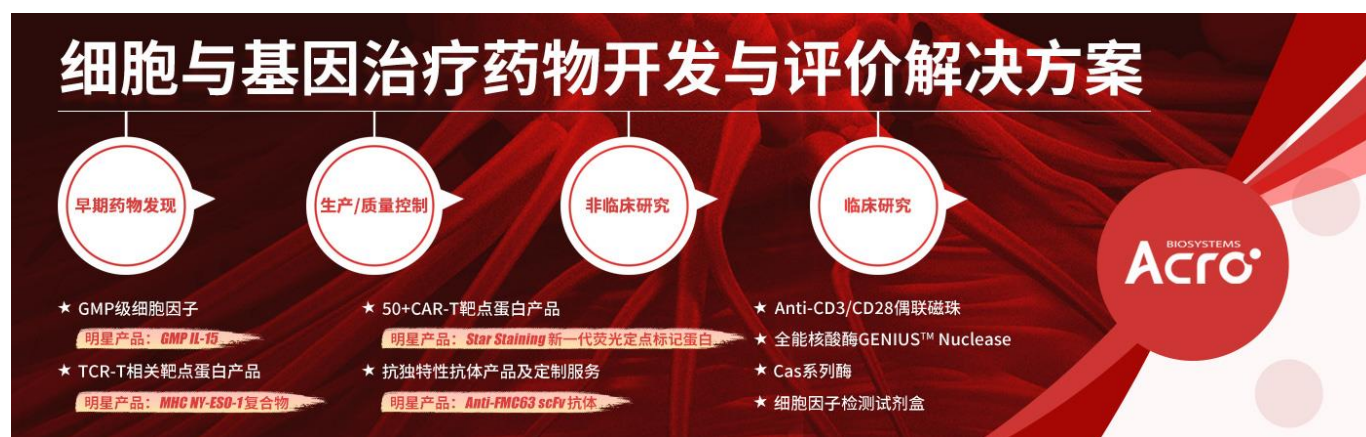 细胞与基因治疗药物开发与评价解决方案
早期药物发现
生产/质量控制
非临床研究
临床研究
BIOSYSTEMS
Acro
★ GMP级细胞因子
明星产品：GMP IL-15
★ TCR-T相关靶点蛋白产品
明星产品：MHC NY-ESO-1复合物
★ 50+CAR-T靶点蛋白产品
明星产品：Star Staining 新一代荧光定点标记蛋白
★ 抗独特性抗体产品及定制服务
明星产品：Anti-FMC63 scFv 抗体
★ Anti-CD3/CD28偶联磁珠
★ 全能核酸酶GENIUS™ Nuclease
★ Cas系列酶
★ 细胞因子检测试剂盒